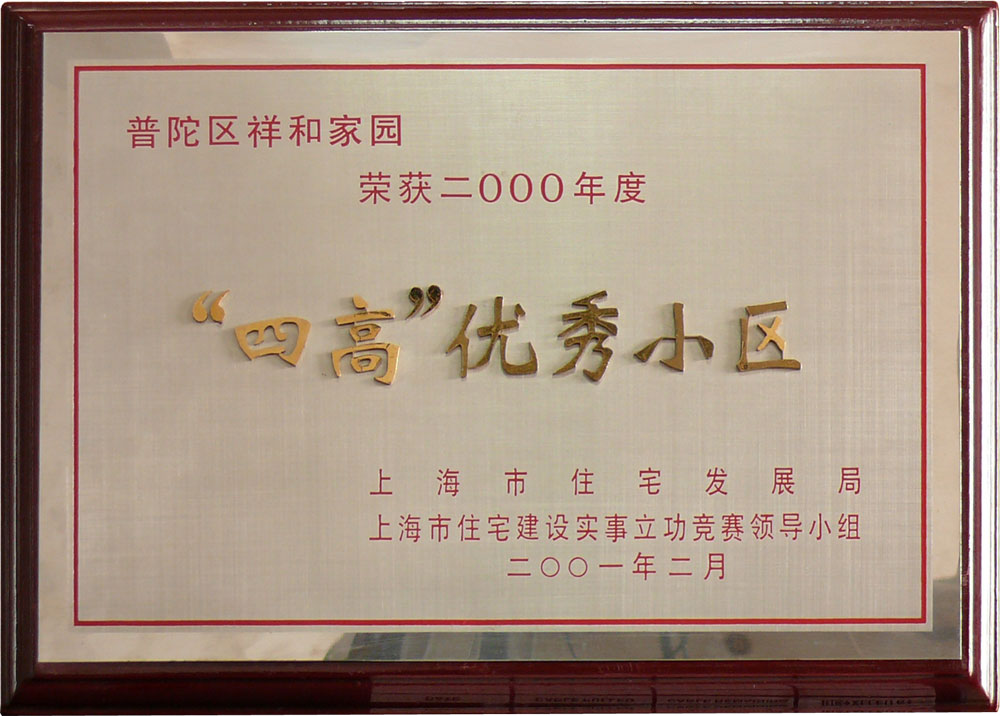 普陀区祥和家园
荣获二000年度
“四高”优秀小区
上海市住宅发展局
上海市住宅建设实事立功竞赛领导小组
二〇〇一年二月